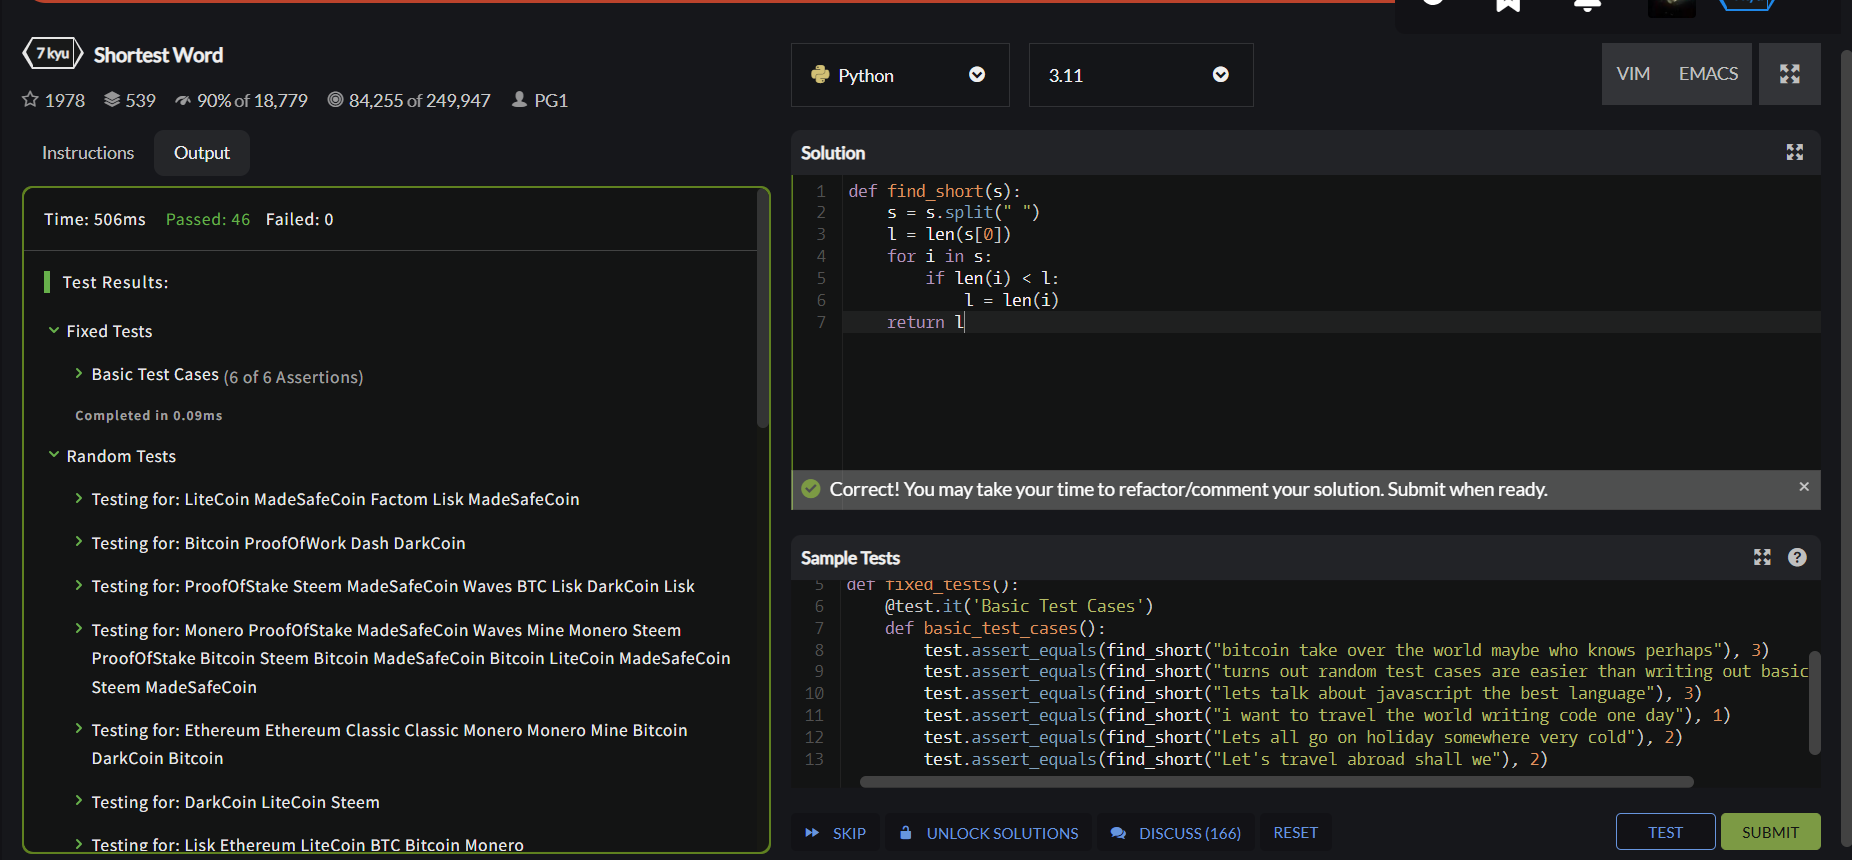 7 kyu Shortest Word
1978 539 90% of 18,779 84,255 of 249,947 PG1
Instructions Output
Time: 506ms Passed: 46 Failed: 0
Test Results:
Fixed Tests
Basic Test Cases (6 of 6 Assertions)
Completed in 0.09ms
Random Tests
Testing for: LiteCoin MadeSafeCoin Factom Lisk MadeSafeCoin
Testing for: Bitcoin ProofOfWork Dash DarkCoin
Testing for: ProofOfStake Steem MadeSafeCoin Waves BTC Lisk DarkCoin Lisk
Testing for: Monero ProofOfStake MadeSafeCoin Waves Mine Monero Steem
ProofOfStake Bitcoin Steem Bitcoin MadeSafeCoin Bitcoin LiteCoin MadeSafeCoin
Steem MadeSafeCoin
Testing for: Ethereum Ethereum Classic Classic Monero Monero Mine Bitcoin
DarkCoin Bitcoin
Testing for: DarkCoin LiteCoin Steem
Testing for: Lisk Ethereum LiteCoin BTC Bitcoin Monero
Python 3.11 VIM EMACS
Solution
1 def find_short(s):
2 s = s.split(" ")
3 l = len(s[0])
4 for i in s:
5 if len(i) < l:
6 l = len(i)
7 return l
Correct! You may take your time to refactor/comment your solution. Submit when ready.
Sample Tests
5 def fixed_tests():
6 @test.it('Basic Test Cases')
7 def basic_test_cases():
8 test.assert_equals(find_short("bitcoin take over the world maybe who knows perhaps"), 3)
9 test.assert_equals(find_short("turns out random test cases are easier than writing out basic
10 test.assert_equals(find_short("lets talk about javascript the best language"), 3)
11 test.assert_equals(find_short("i want to travel the world writing code one day"), 1)
12 test.assert_equals(find_short("Lets all go on holiday somewhere very cold"), 2)
13 test.assert_equals(find_short("Let's travel abroad shall we"), 2)
SKIP UNLOCK SOLUTIONS DISCUSS (166) RESET TEST SUBMIT